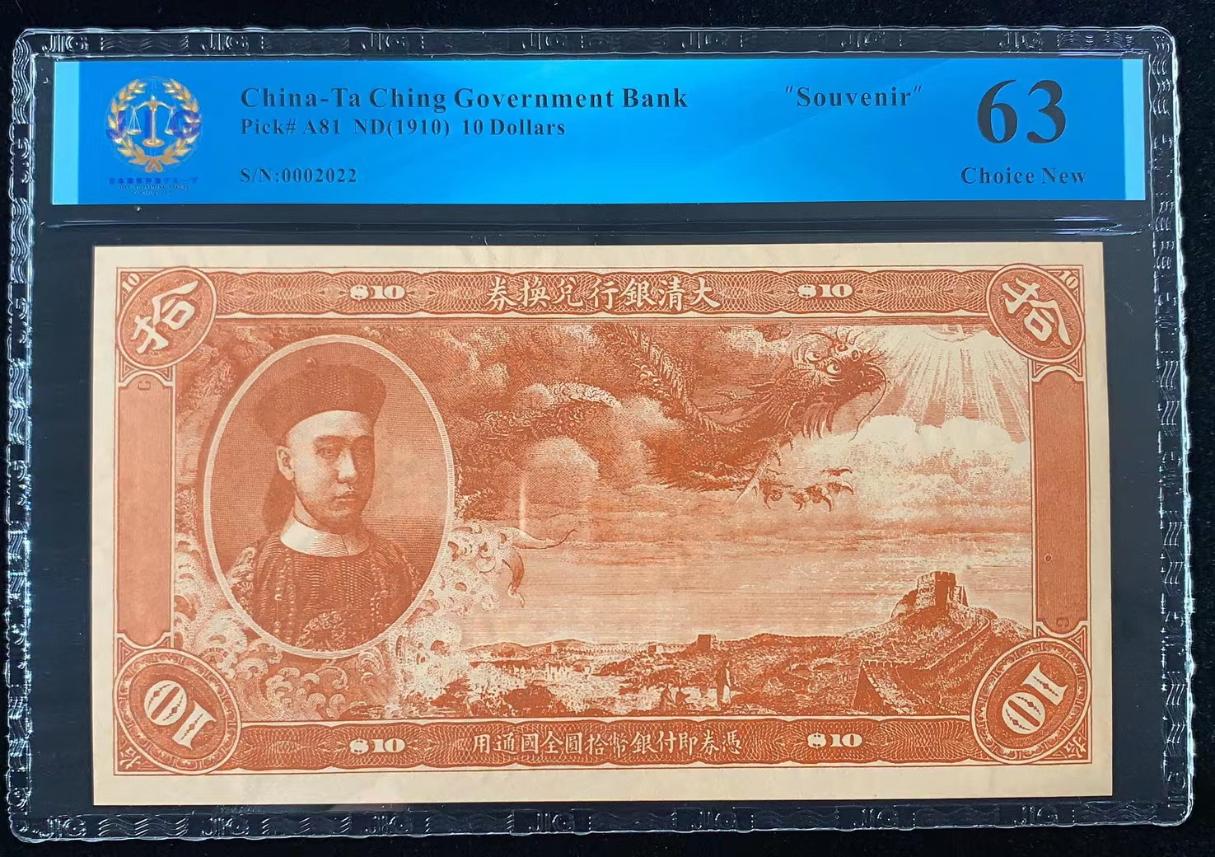 China-Ta Ching Government Bank
"Souvenir"
63
Pick# A81 ND(1910) 10 Dollars
S/N:0002022
Choice New
拾
$10
券換兌行銀清大
$10
拾
10
$10
用通國全圓拾幣銀付即券憑
$10
10